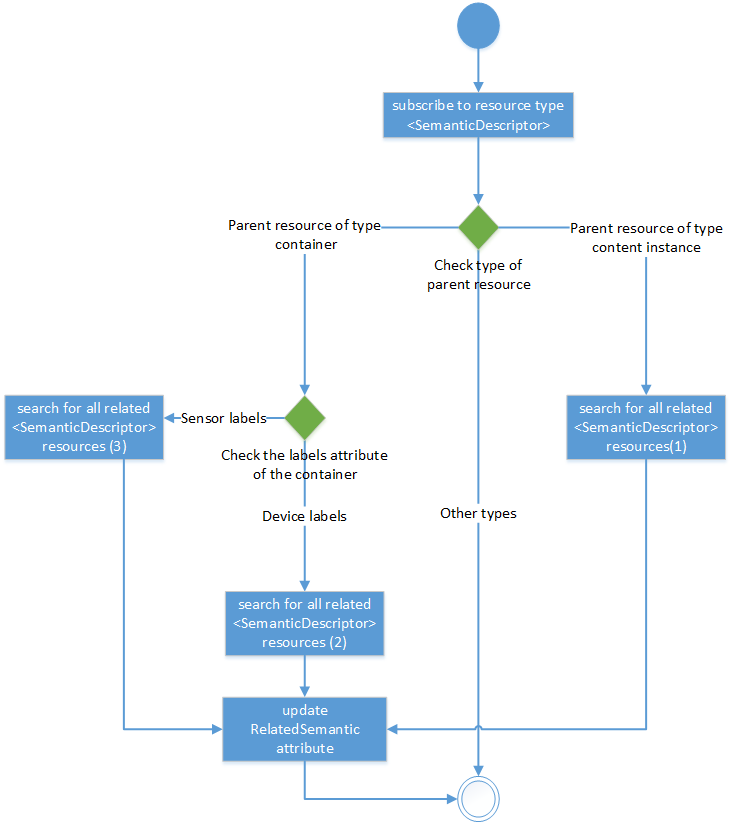 subscribe to resource type
<SemanticDescriptor>
Parent resource of type
container
Parent resource of type
content instance
Check type of
parent resource
search for all related
<SemanticDescriptor>
resources (3)
Sensor labels
search for all related
<SemanticDescriptor>
resources(1)
Check the labels attribute
of the container
Device labels
Other types
search for all related
<SemanticDescriptor>
resources (2)
update
RelatedSemantic
attribute